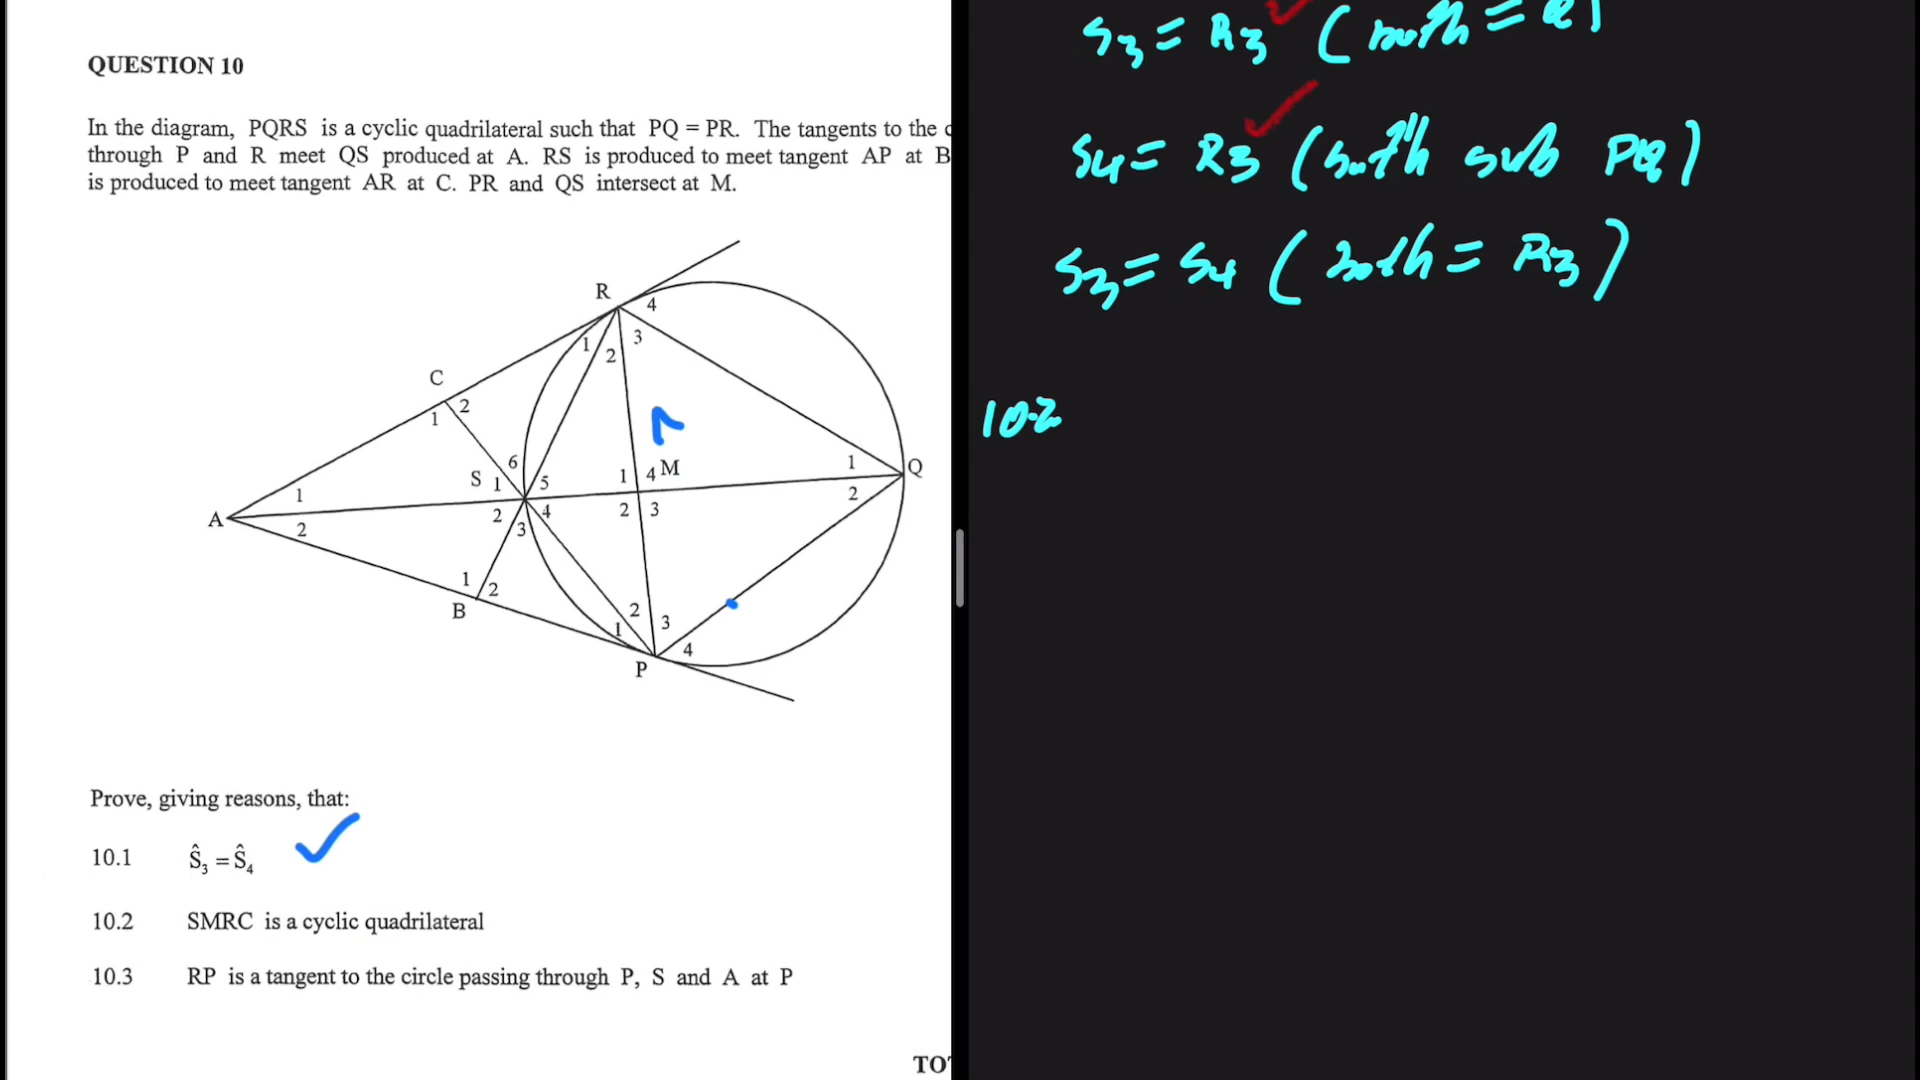 QUESTION 10
In the diagram, PQRS is a cyclic quadrilateral such that PQ = PR. The tangents to the
through P and R meet QS produced at A. RS is produced to meet tangent AP at B
is produced to meet tangent AR at C. PR and QS intersect at M.
R
4
1
3
2
C
2
1
6
S
1
5
1
4
M
1
Q
1
A
2
2
3
4
2
3
2
1
2
B
2
1
3
4
P
Prove, giving reasons, that:
10.1 Ŝ₃ = Ŝ₄
10.2 SMRC is a cyclic quadrilateral
10.3 RP is a tangent to the circle passing through P, S and A at P
S3 = R3 (both =
S4 = R3 (both sub PQ)
S3 = S4 (both = R3)
10.2